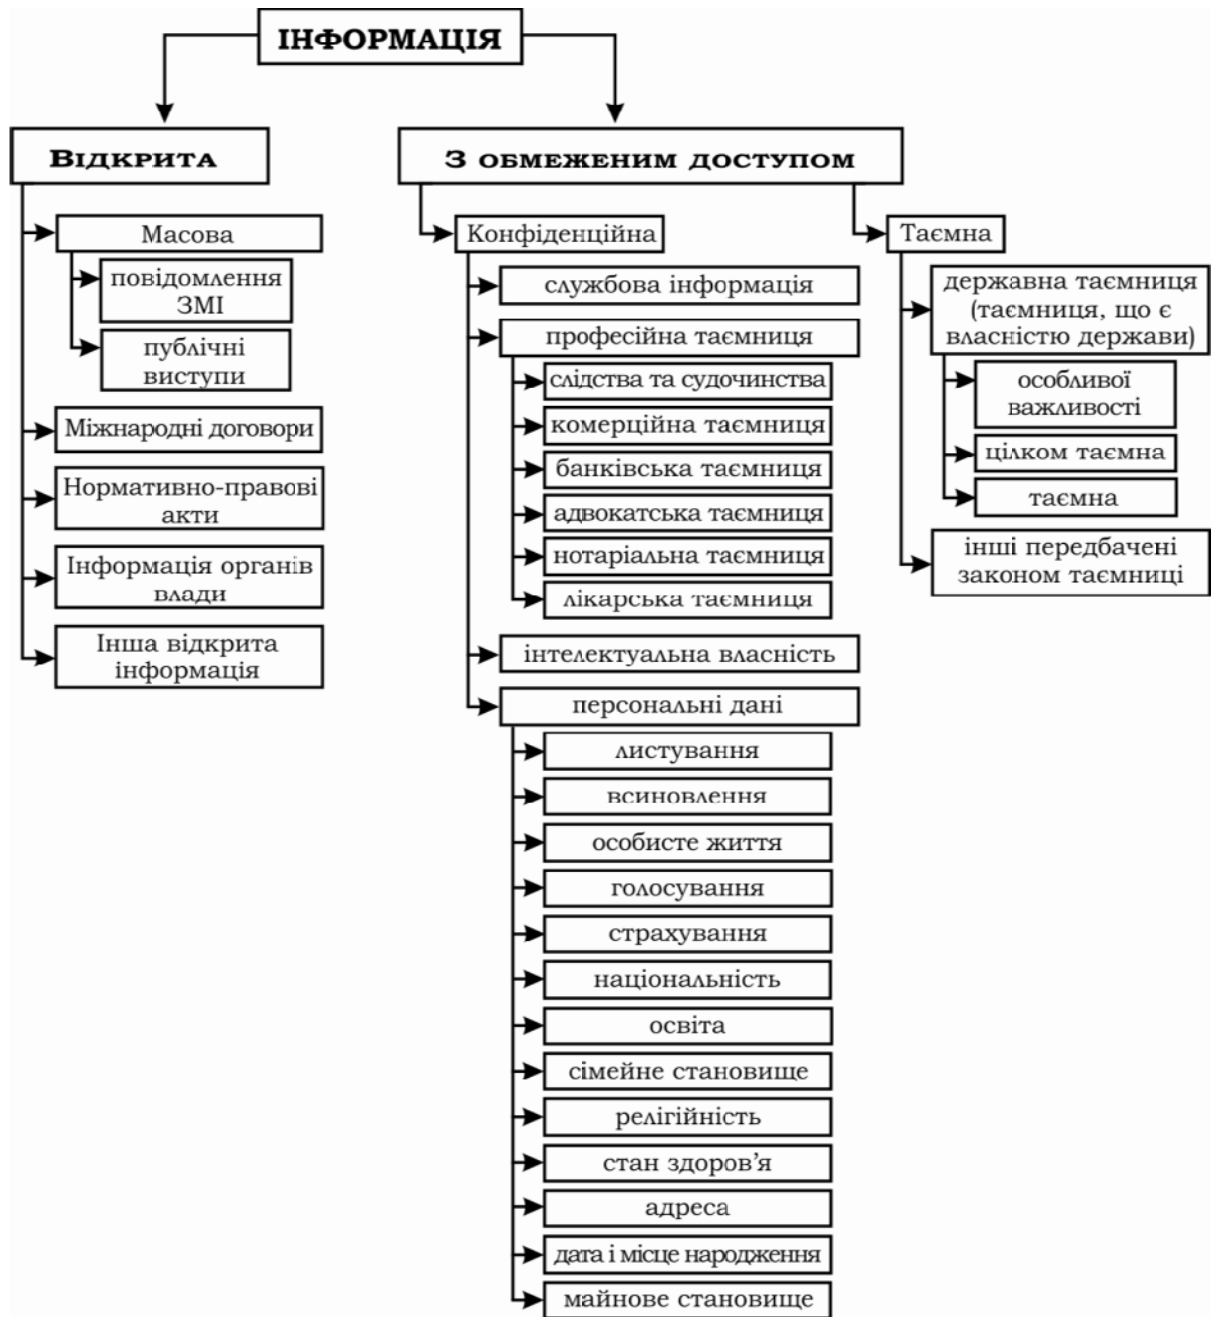 ІНФОРМАЦІЯ
ВІДКРИТА
З ОБМЕЖЕНИМ ДОСТУПОМ
Масова
повідомлення
ЗМІ
публічні
виступи
Міжнародні договори
Нормативно-правові
акти
Інформація органів
влади
Інша відкрита
інформація
Конфіденційна
службова інформація
професійна таємниця
слідства та судочинства
комерційна таємниця
банківська таємниця
адвокатська таємниця
нотаріальна таємниця
лікарська таємниця
інтелектуальна власність
персональні дані
листування
всиновлення
особисте життя
голосування
страхування
національність
освіта
сімейне становище
релігійність
стан здоров’я
адреса
дата і місце народження
майнове становище
Таємна
державна таємниця
(таємниця, що є
власністю держави)
особливої
важливості
цілком таємна
таємна
інші передбачені
законом таємниці